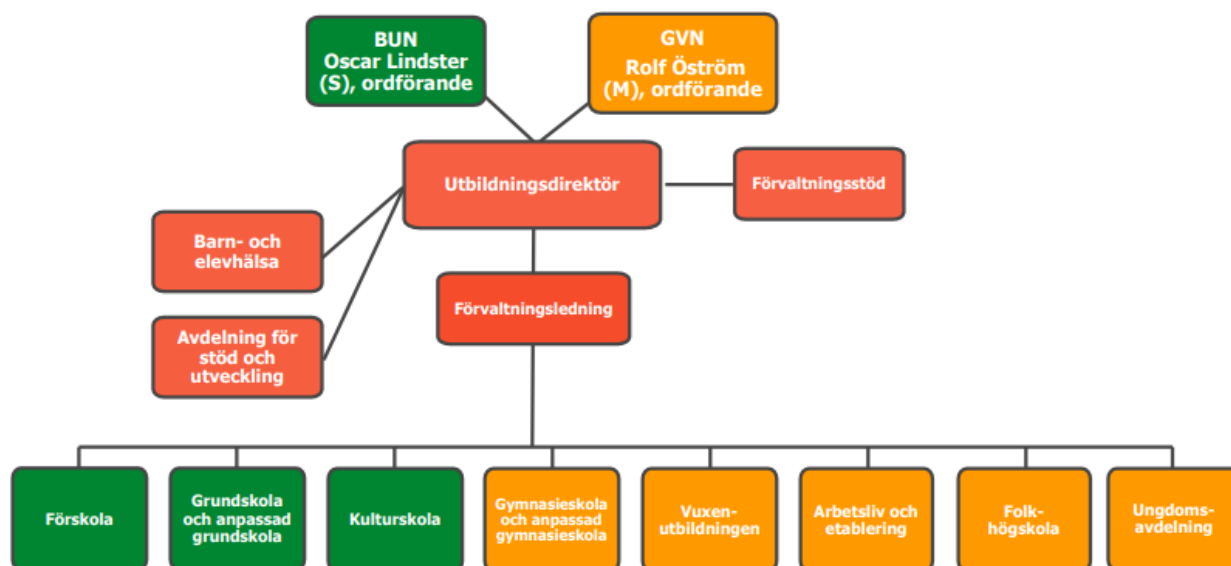 BUN
Oscar Lindster
(S), ordförande
GVN
Rolf Öström
(M), ordförande
Utbildningsdirektör
Förvaltningsstöd
Barn- och
elevhälsa
Förvaltningsledning
Avdelning för
stöd och
utveckling
Förskola
Grundskola
och anpassad
grundskola
Kulturskola
Gymnasieskola
och anpassad
gymnasieskola
Vuxen-
utbildningen
Arbetsliv och
etablering
Folk-
högskola
Ungdoms-
avdelning